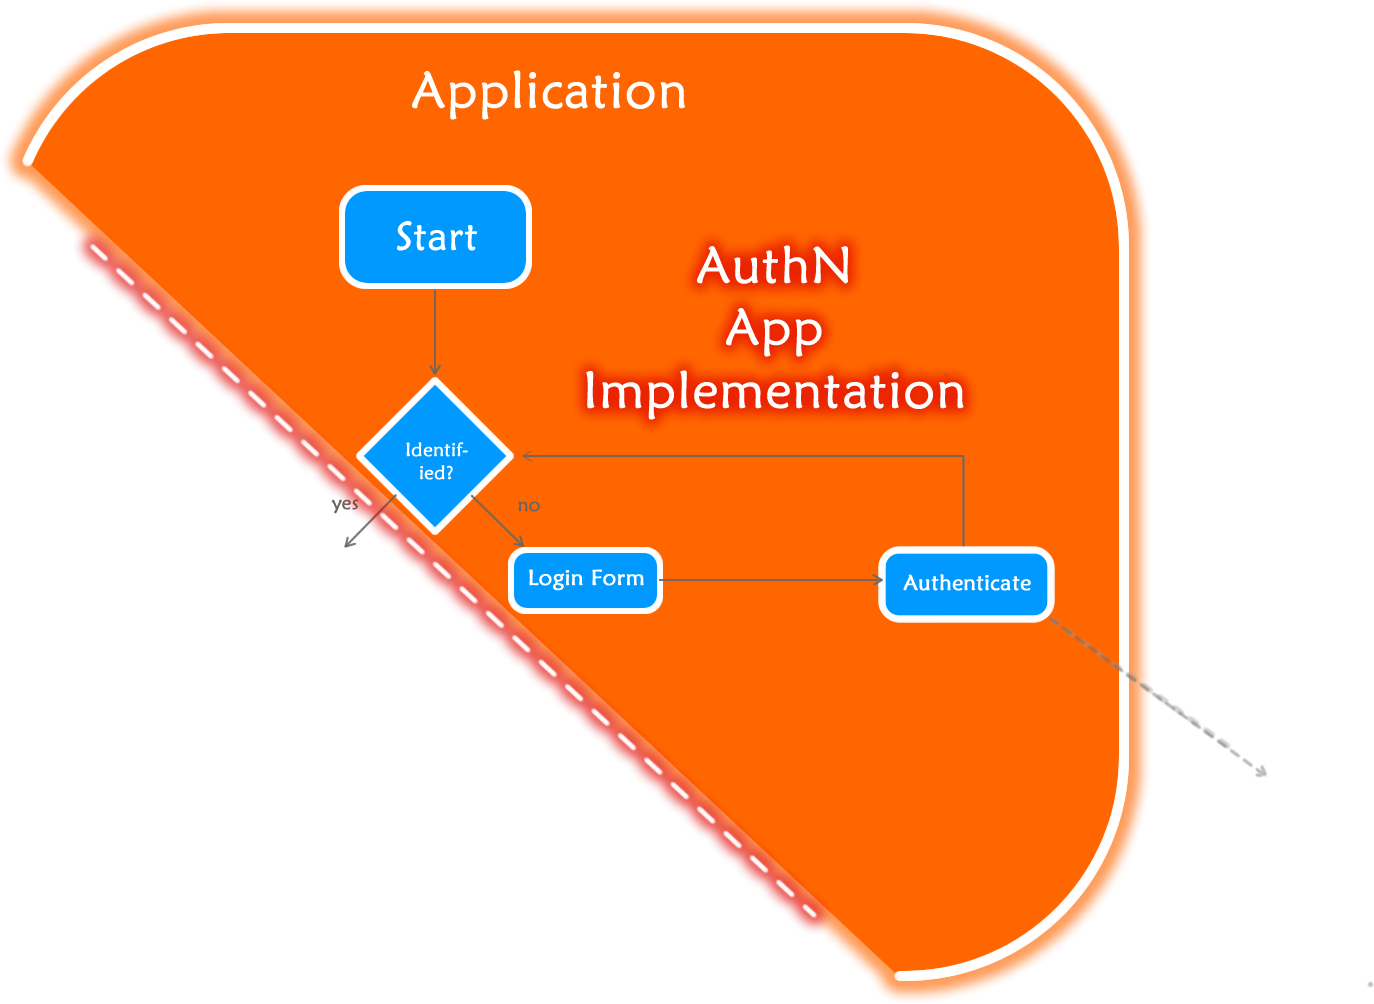 Application
Start
AuthN
App
Implementation
Identif-
ied?
yes
no
Login Form
Authenticate